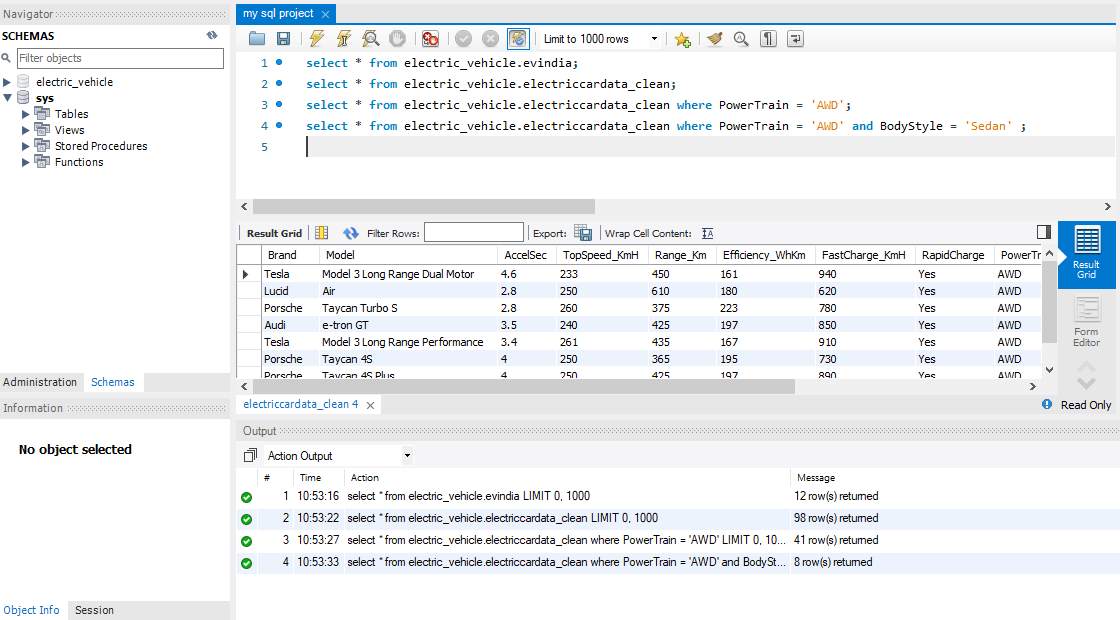 Navigator
SCHEMAS
Filter objects
electric_vehicle
sys
Tables
Views
Stored Procedures
Functions
Administration Schemas
Information
No object selected
Object Info Session
my sql project
Limit to 1000 rows
1 select * from electric_vehicle.evindia;
2 select * from electric_vehicle.electriccardata_clean;
3 select * from electric_vehicle.electriccardata_clean where PowerTrain = 'AWD';
4 select * from electric_vehicle.electriccardata_clean where PowerTrain = 'AWD' and BodyStyle = 'Sedan' ;
5
Result Grid Filter Rows: Export: Wrap Cell Content:
Brand Model AccelSec TopSpeed_KmH Range_Km Efficiency_WhKm FastCharge_KmH RapidCharge PowerTr
Tesla Model 3 Long Range Dual Motor 4.6 233 450 161 940 Yes AWD
Lucid Air 2.8 250 610 180 620 Yes AWD
Porsche Taycan Turbo S 2.8 260 375 223 780 Yes AWD
Audi e-tron GT 3.5 240 425 197 850 Yes AWD
Tesla Model 3 Long Range Performance 3.4 261 435 167 910 Yes AWD
Porsche Taycan 4S 4 250 365 195 730 Yes AWD
Porsche Taycan 4S Plus 4 250 425 197 890 Yes AWD
Result
Grid
Form
Editor
electriccardata_clean 4
Read Only
Output
Action Output
# Time Action Message
1 10:53:16 select * from electric_vehicle.evindia LIMIT 0, 1000 12 row(s) returned
2 10:53:22 select * from electric_vehicle.electriccardata_clean LIMIT 0, 1000 98 row(s) returned
3 10:53:27 select * from electric_vehicle.electriccardata_clean where PowerTrain = 'AWD' LIMIT 0, 10... 41 row(s) returned
4 10:53:33 select * from electric_vehicle.electriccardata_clean where PowerTrain = 'AWD' and BodySt... 8 row(s) returned